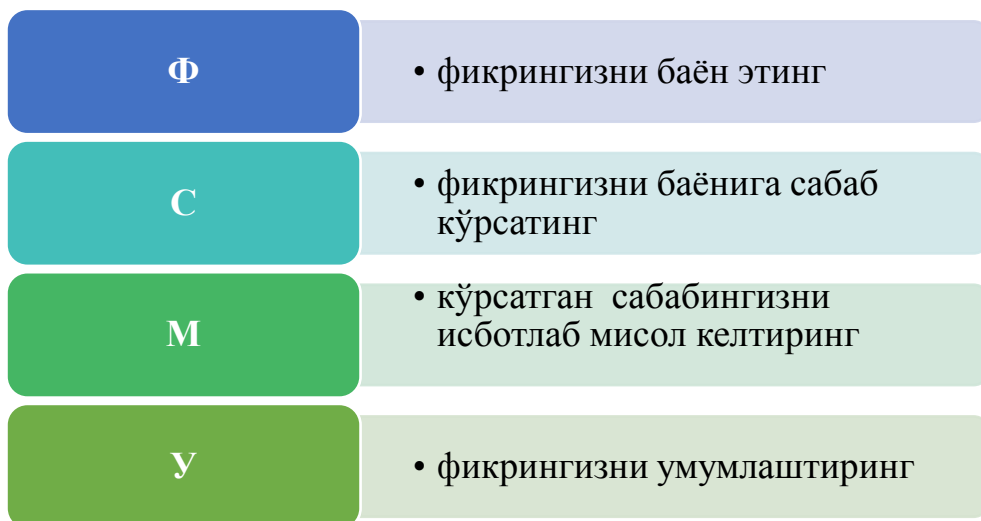 Ф
• фикрингизни баён этинг
С
• фикрингизни баёнига сабаб
кўрсатинг
М
• кўрсатган сабабингизни
исботлаб мисол келтиринг
У
• фикрингизни умумлаштиринг